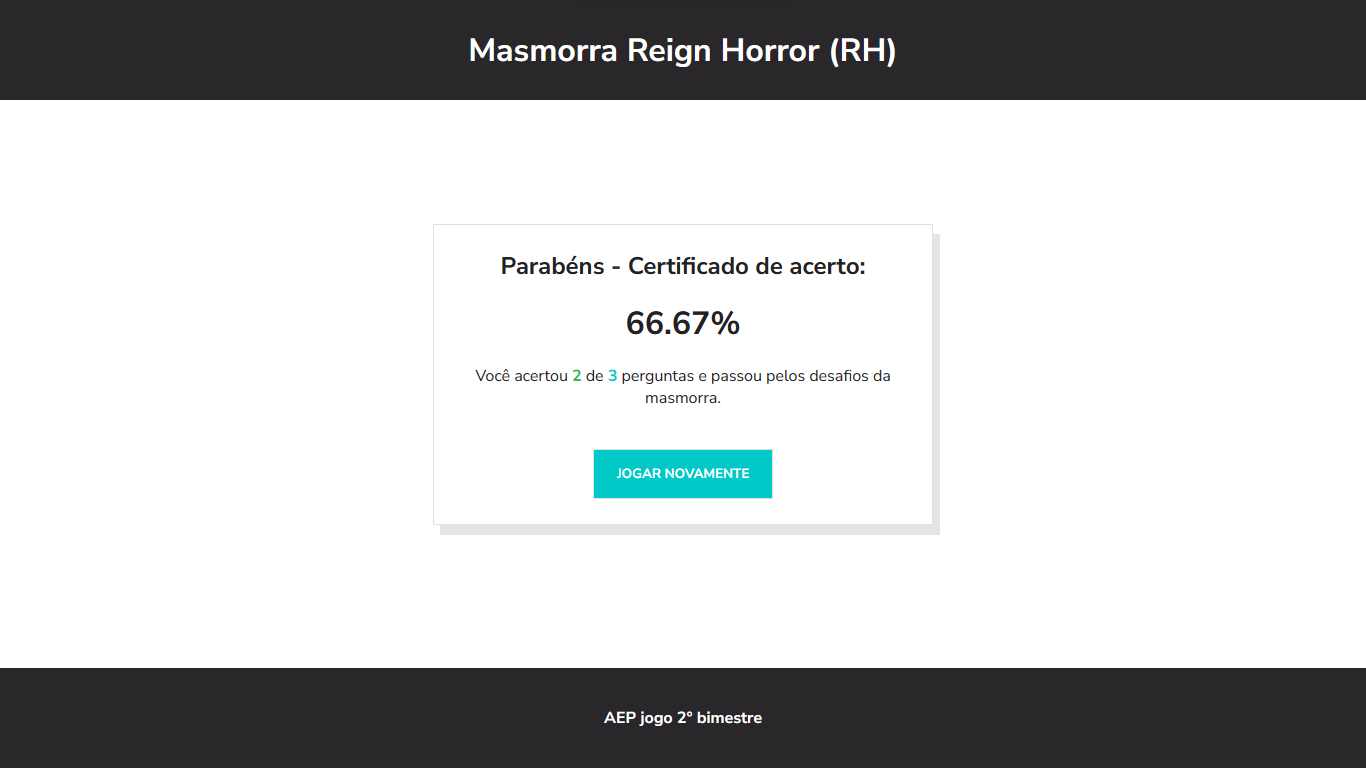 Masmorra Reign Horror (RH)
Parabéns - Certificado de acerto:
66.67%
Você acertou 2 de 3 perguntas e passou pelos desafios da
masmorra.
JOGAR NOVAMENTE
AEP jogo 2° bimestre